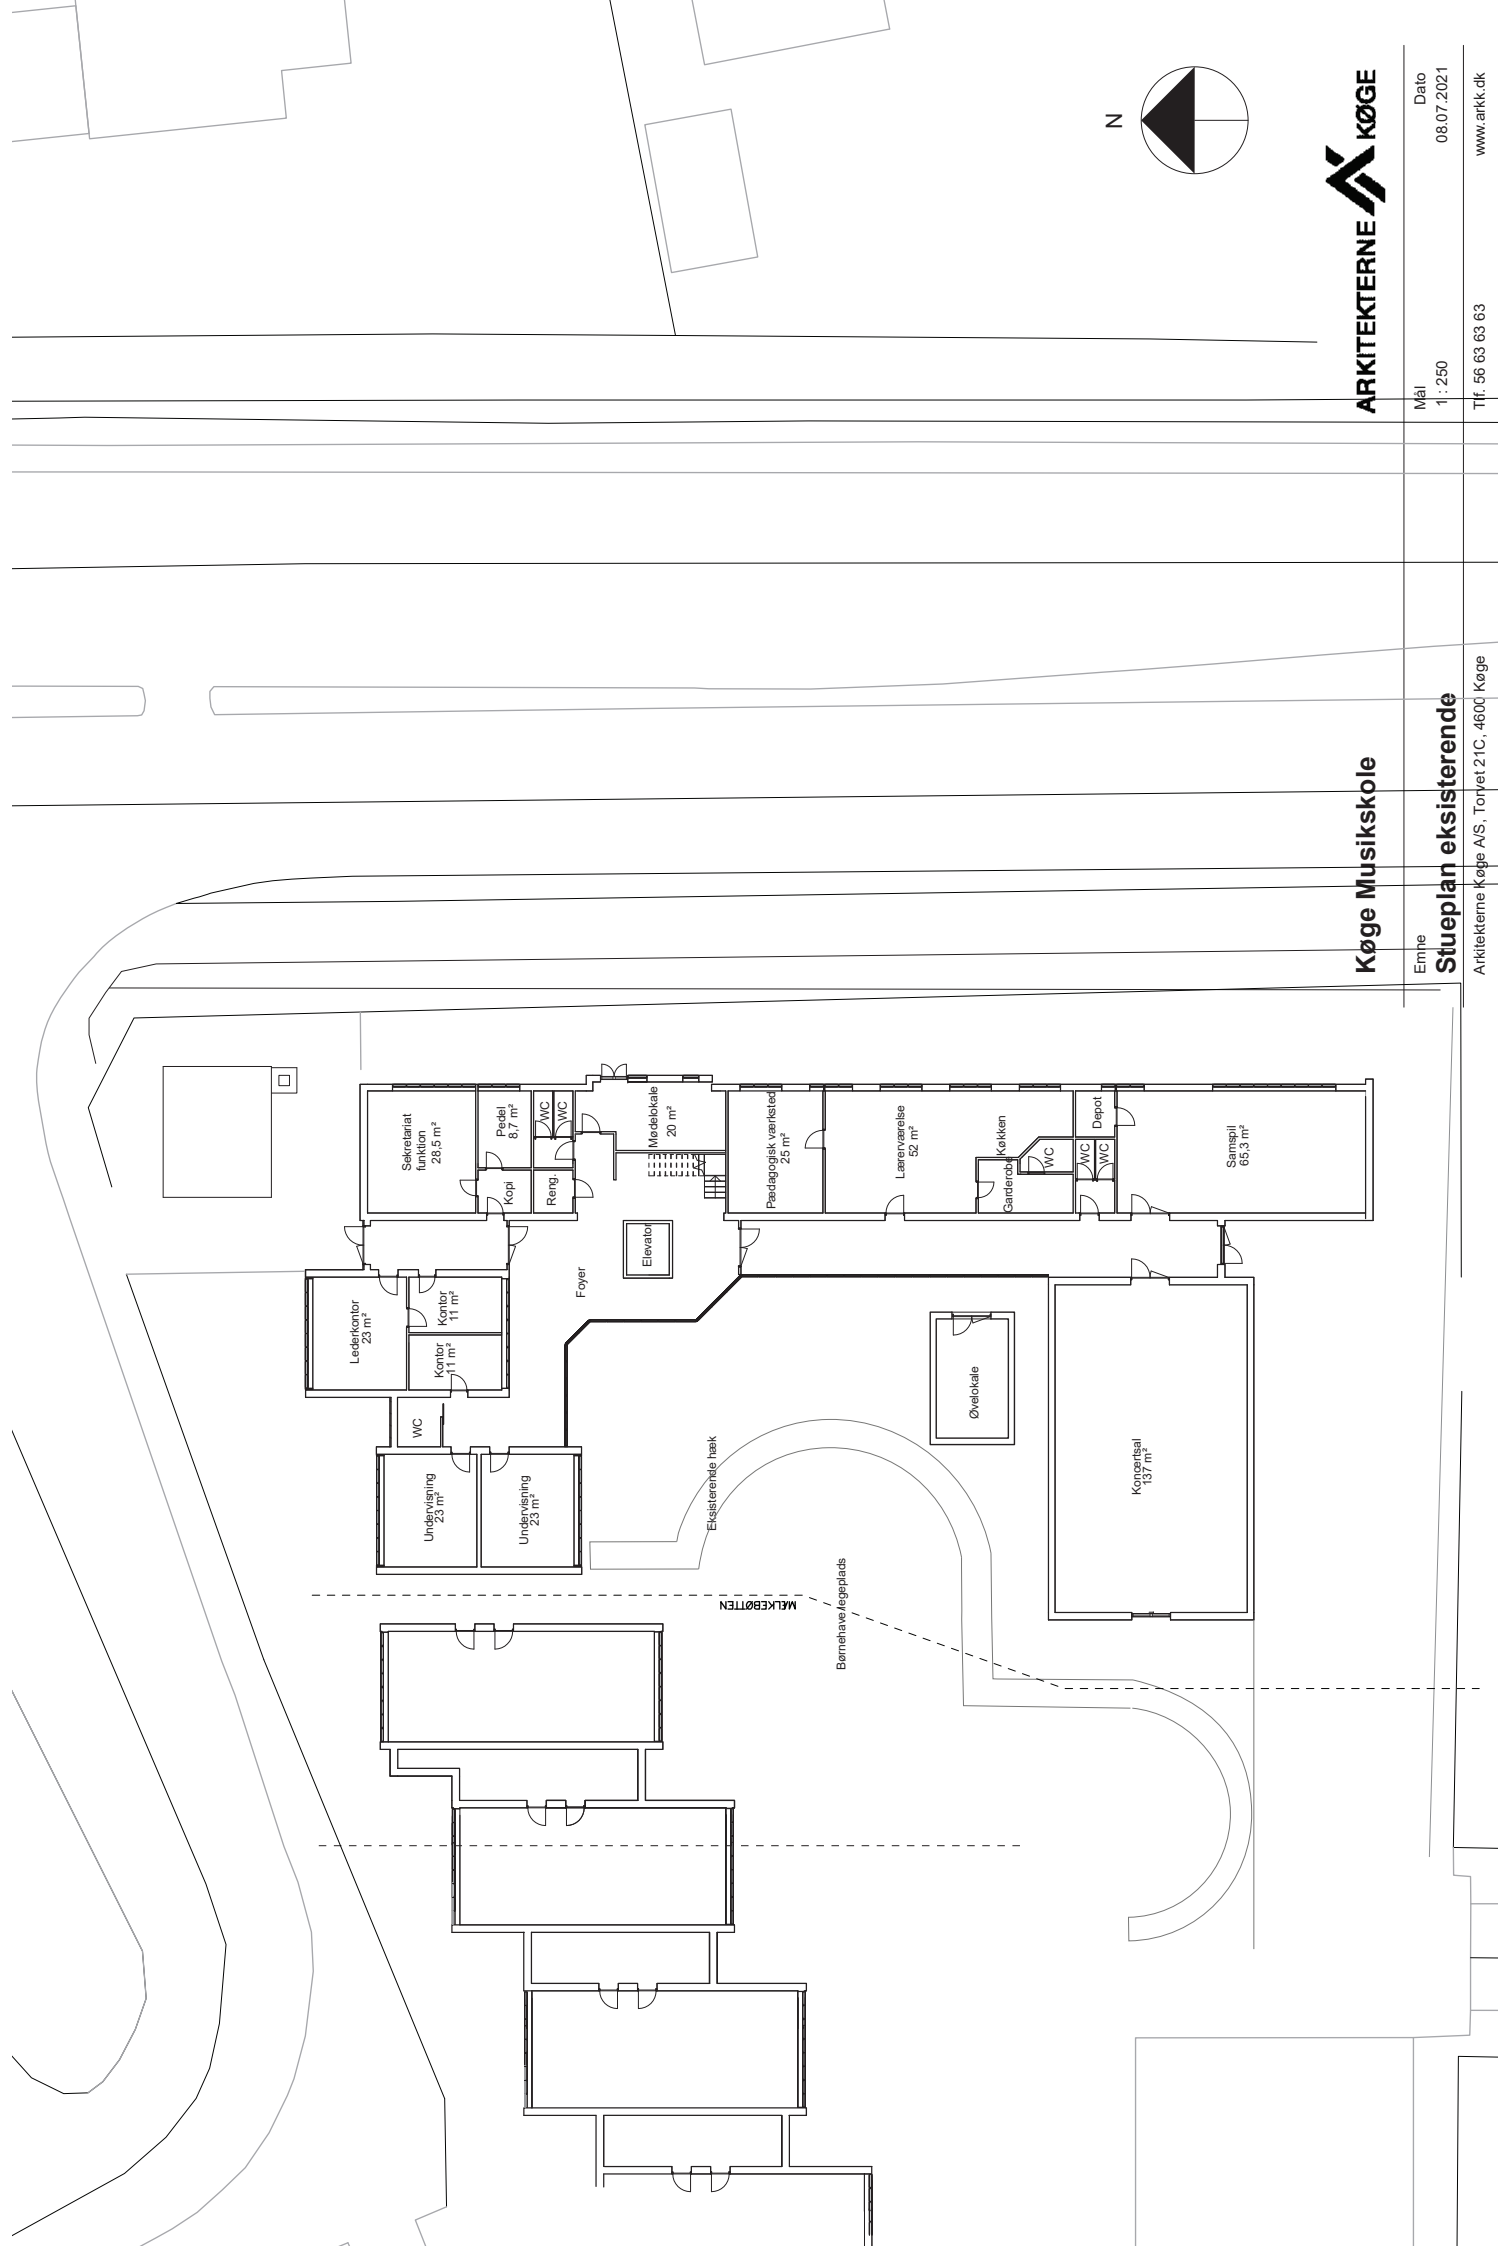 N
Sekretariat
funktion
28,5 m²
Pedel
8,7 m²
WC
WC
Kopi
Reng.
Mødelokale
20 m²
Pædagogisk værksted
25 m²
Lærerværelse
52 m²
Køkken
Garderobe
WC
WC
WC
Depot
Samspil
65,3 m²
Elevator
Foyer
Lederkontor
23 m²
Kontor
11 m²
Kontor
11 m²
WC
Undervisning
23 m²
Undervisning
23 m²
Øvelokale
Koncertsal
137 m²
Eksisterende hæk
MÆLKEBØTTEN
Børnehave/legeplads
Køge Musikskole
ARKITEKTERNE KØGE
Emne
Mål
Dato
Stueplan eksisterende
1 : 250
08.07.2021
Arkitekterne Køge A/S, Torvet 21C, 4600 Køge
Tlf. 56 63 63 63
www.arkk.dk